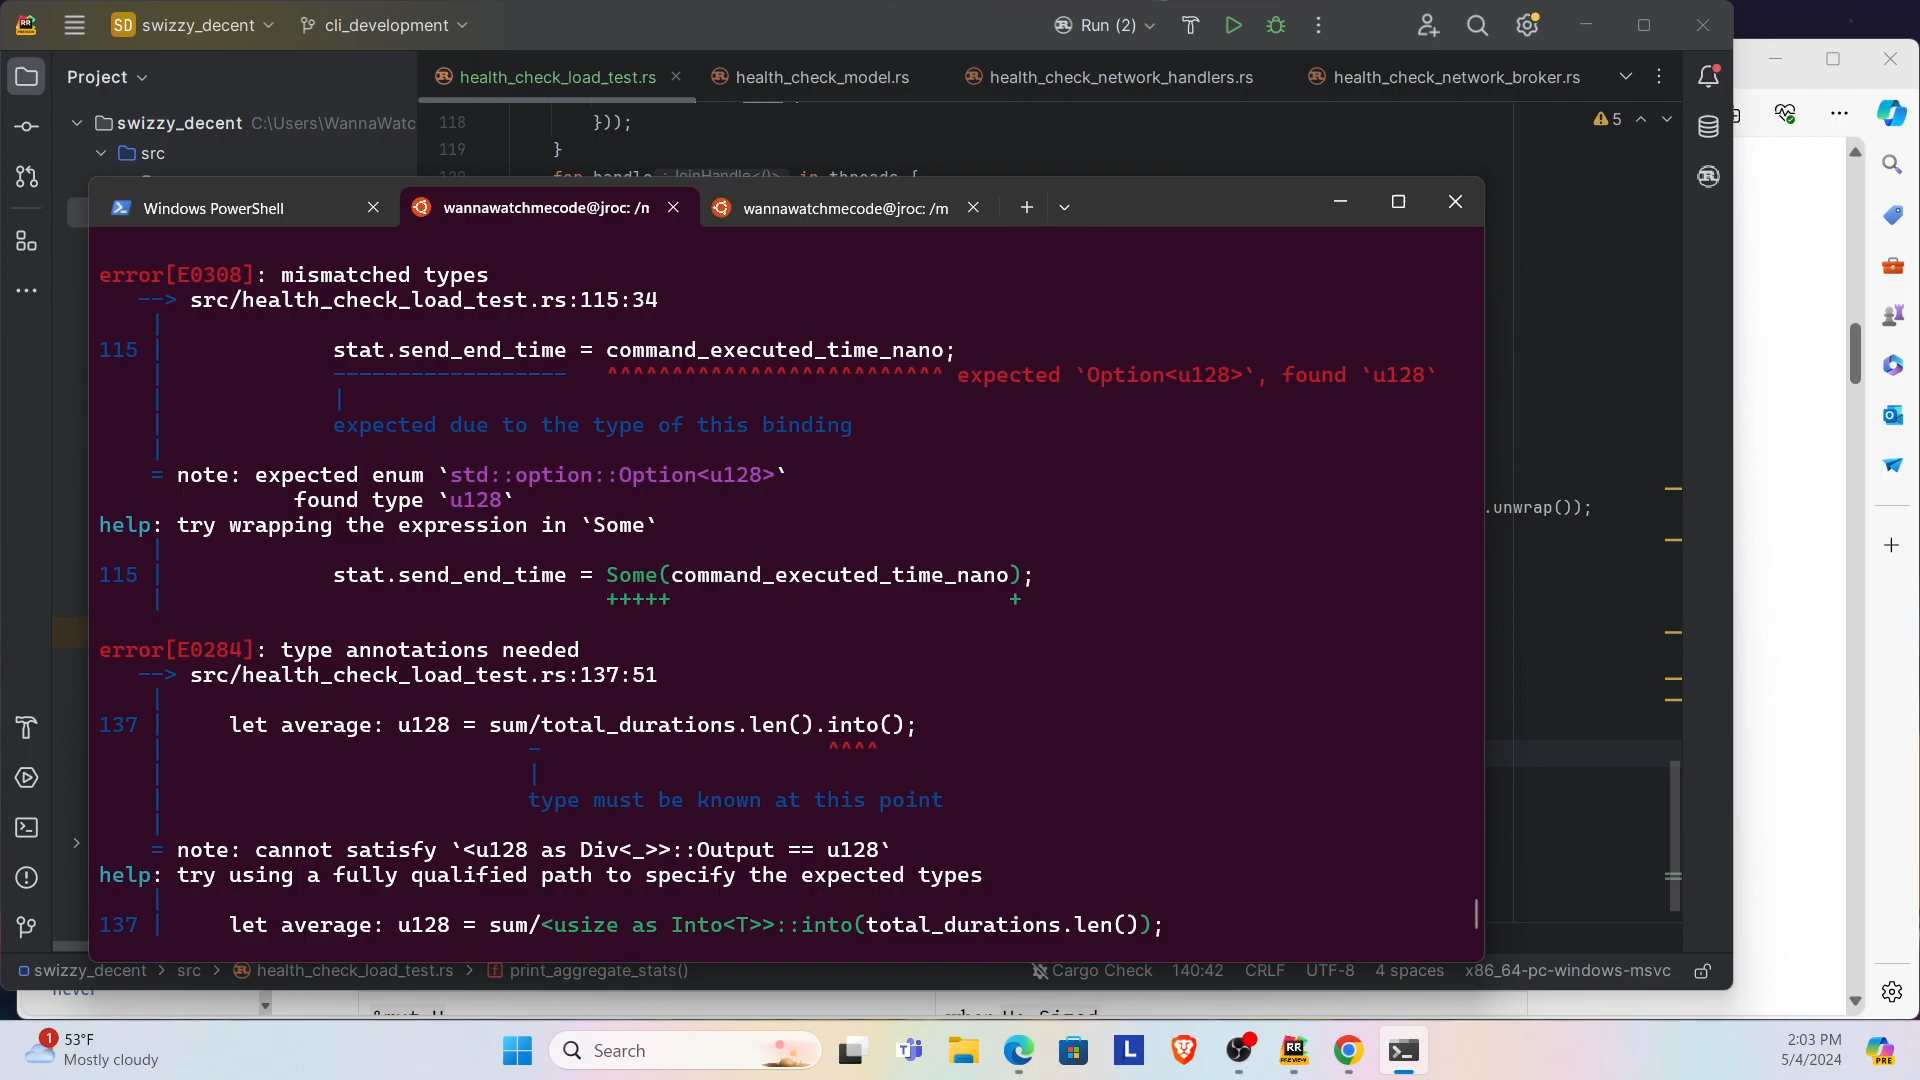 SD swizzy_decent
cli_development
Run (2)
Project
health_check_load_test.rs
health_check_model.rs
health_check_network_handlers.rs
health_check_network_broker.rs
swizzy_decent C:\Users\WannaWatc
src
118 }));
119 }
5
Windows PowerShell
wannawatchmecode@jroc: /n
wannawatchmecode@jroc: /m
error[E0308]: mismatched types
--> src/health_check_load_test.rs:115:34
|
115 | stat.send_end_time = command_executed_time_nano;
| ------------------ ^^^^^^^^^^^^^^^^^^^^^^^^^^ expected `Option<u128>`, found `u128`
| |
| expected due to the type of this binding
|
= note: expected enum `std::option::Option<u128>`
found type `u128`
help: try wrapping the expression in `Some`
|
115 | stat.send_end_time = Some(command_executed_time_nano);
| +++++ +
error[E0284]: type annotations needed
--> src/health_check_load_test.rs:137:51
|
137 | let average: u128 = sum/total_durations.len().into();
| - ^^^^
| |
| type must be known at this point
|
= note: cannot satisfy `<u128 as Div<_>>::Output == u128`
help: try using a fully qualified path to specify the expected types
|
137 | let average: u128 = sum/<usize as Into<T>>::into(total_durations.len());
.unwrap());
swizzy_decent > src > health_check_load_test.rs > print_aggregate_stats()
Cargo Check 140:42 CRLF UTF-8 4 spaces x86_64-pc-windows-msvc
1
53°F
Mostly cloudy
Search
L
RR
PREVIEW
2:03 PM
5/4/2024
PRE